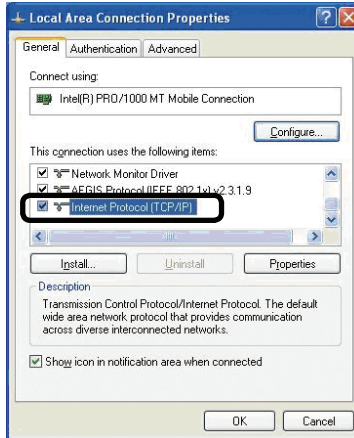 Local Area Connection Properties
General Authentication Advanced
Connect using:
Intel(R) PRO/1000 MT Mobile Connection
Configure...
This connection uses the following items:
Network Monitor Driver
AEGIS Protocol (IEEE 802.1x) v2.3.1.9
Internet Protocol (TCP/IP)
Install... Uninstall Properties
Description
Transmission Control Protocol/Internet Protocol. The default
wide area network protocol that provides communication
across diverse interconnected networks.
Show icon in notification area when connected
OK Cancel